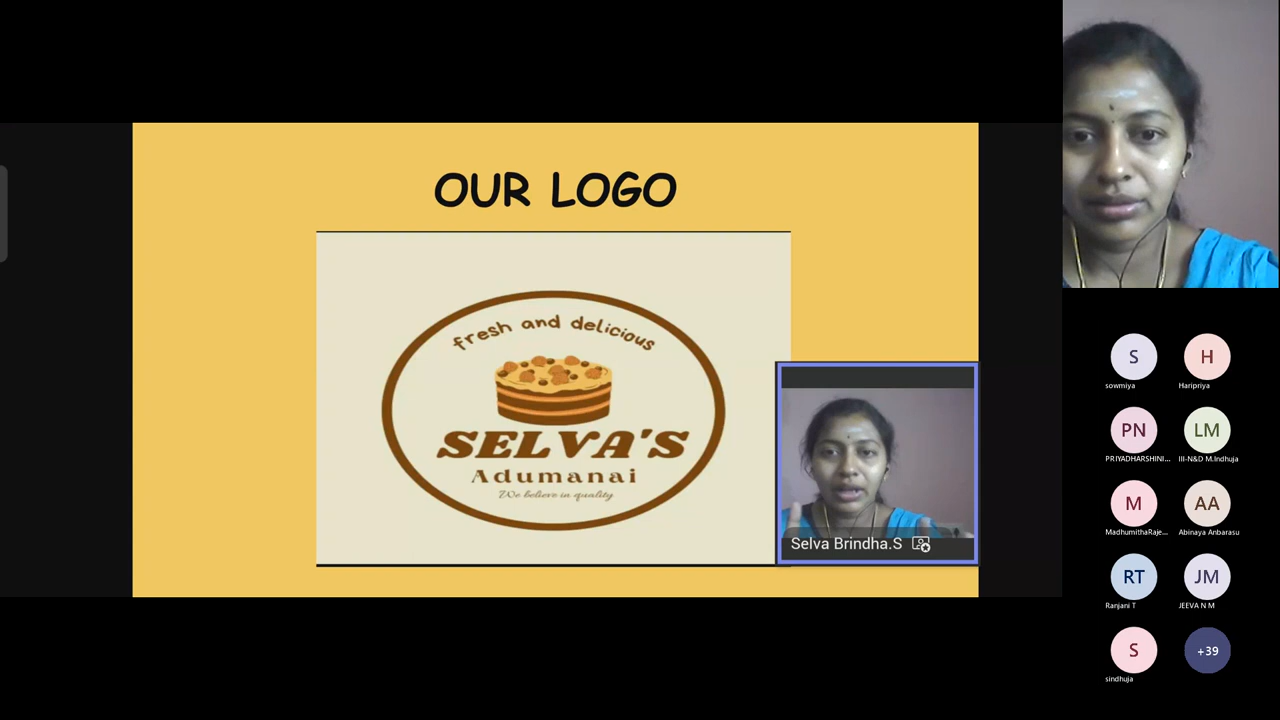 OUR LOGO
fresh and delicious
SELVA'S
Adumanai
We believe in quality
Selva Brindha.S
S
H
sowmiya
Haripriya
PN
LM
PRIYADHARSHINI...
III-N&D M.Indhuja
M
AA
MadhumithaRaje...
Abinaya Anbarasu
RT
JM
Ranjani T
JEEVA N M
S
+39
sindhuja